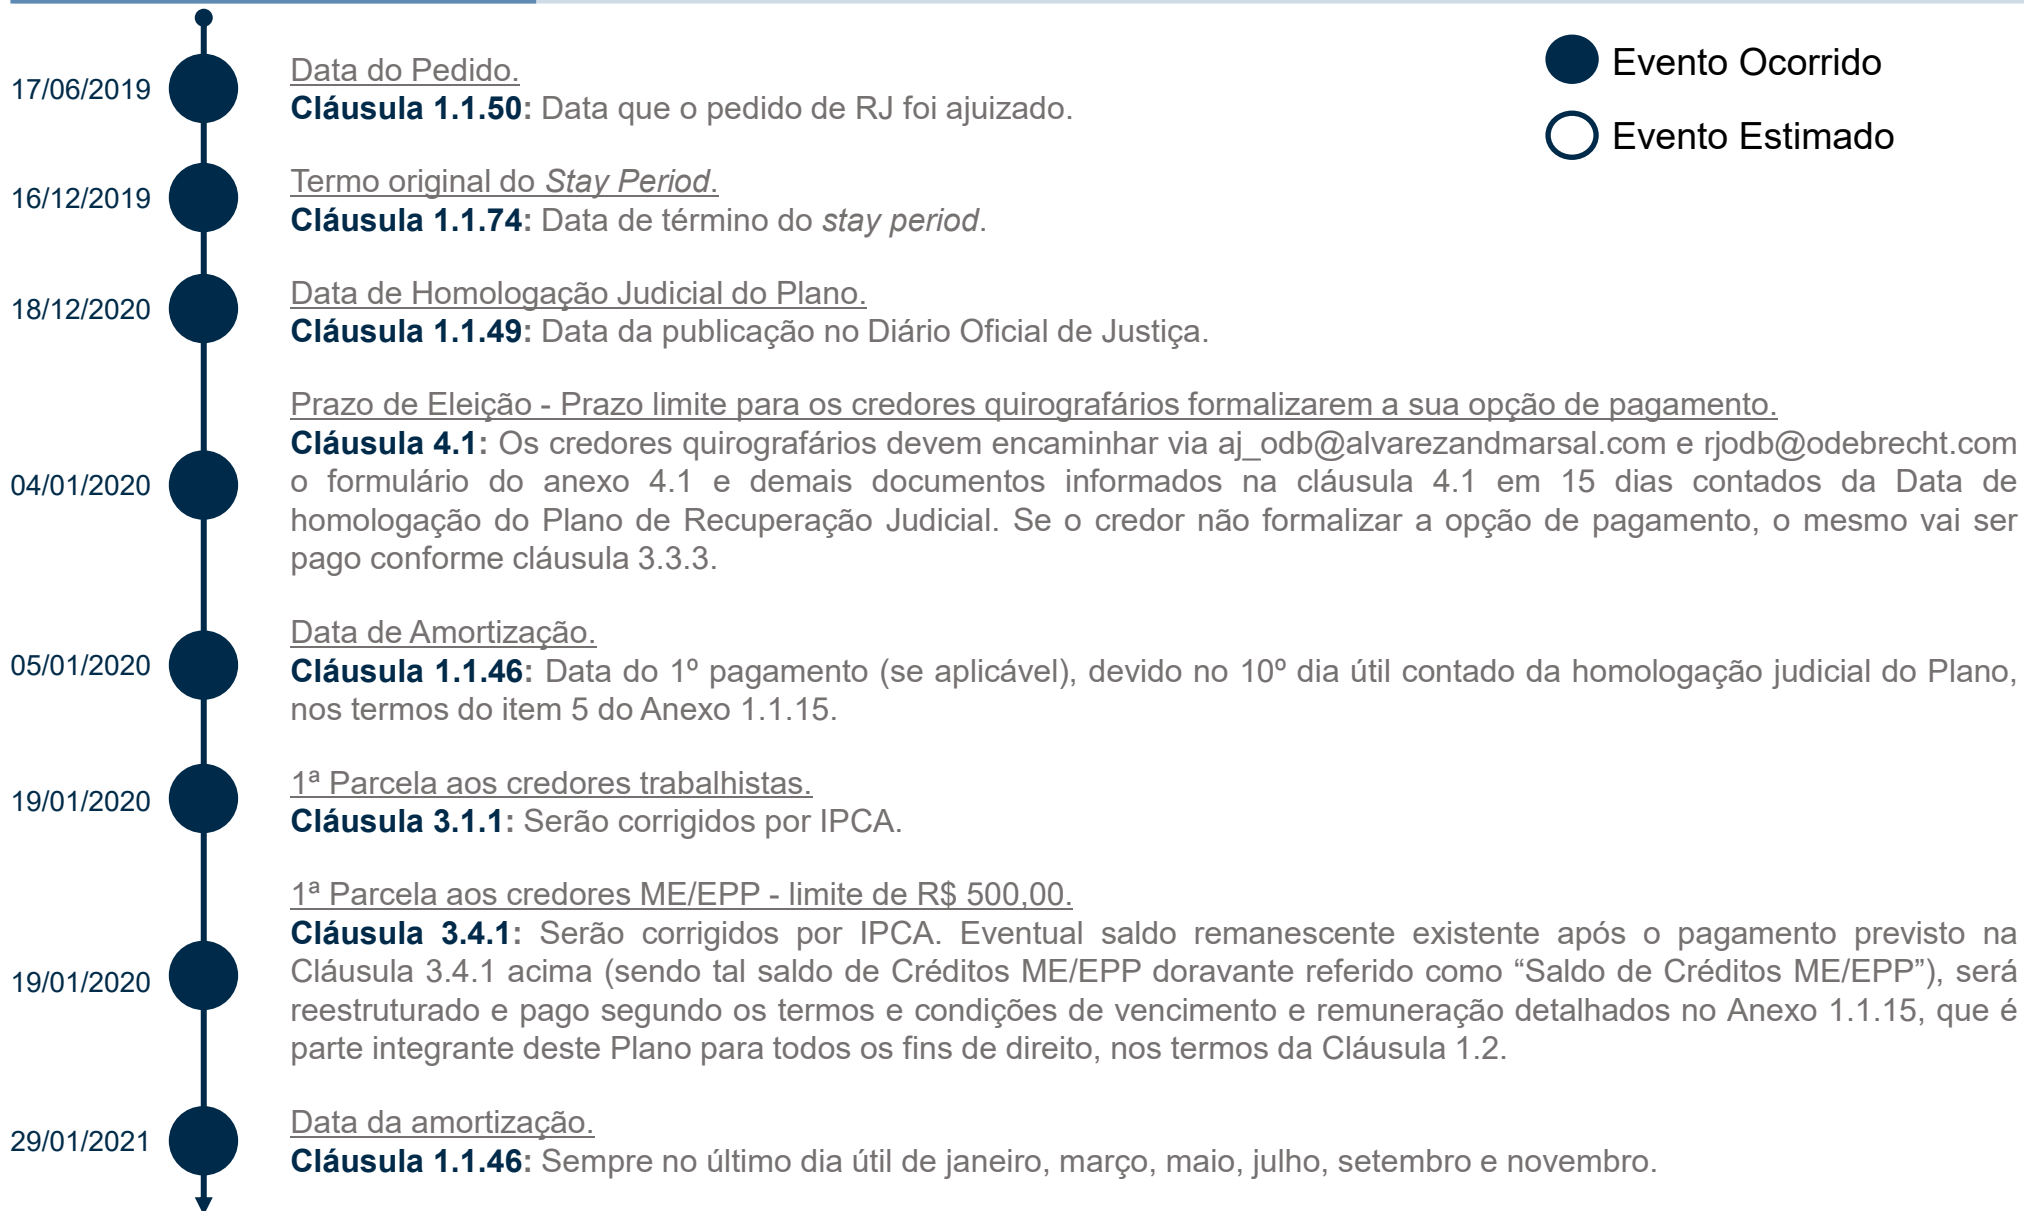 17/06/2019
Data do Pedido.
Cláusula 1.1.50: Data que o pedido de RJ foi ajuizado.
Evento Ocorrido
Evento Estimado
16/12/2019
Termo original do Stay Period.
Cláusula 1.1.74: Data de término do stay period.
18/12/2020
Data de Homologação Judicial do Plano.
Cláusula 1.1.49: Data da publicação no Diário Oficial de Justiça.
04/01/2020
Prazo de Eleição - Prazo limite para os credores quirografários formalizarem a sua opção de pagamento.
Cláusula 4.1: Os credores quirografários devem encaminhar via aj_odb@alvarezandmarsal.com e rjodb@odebrecht.com
o formulário do anexo 4.1 e demais documentos informados na cláusula 4.1 em 15 dias contados da Data de
homologação do Plano de Recuperação Judicial. Se o credor não formalizar a opção de pagamento, o mesmo vai ser
pago conforme cláusula 3.3.3.
05/01/2020
Data de Amortização.
Cláusula 1.1.46: Data do 1º pagamento (se aplicável), devido no 10º dia útil contado da homologação judicial do Plano,
nos termos do item 5 do Anexo 1.1.15.
19/01/2020
1ª Parcela aos credores trabalhistas.
Cláusula 3.1.1: Serão corrigidos por IPCA.
19/01/2020
1ª Parcela aos credores ME/EPP - limite de R$ 500,00.
Cláusula 3.4.1: Serão corrigidos por IPCA. Eventual saldo remanescente existente após o pagamento previsto na
Cláusula 3.4.1 acima (sendo tal saldo de Créditos ME/EPP doravante referido como “Saldo de Créditos ME/EPP”), será
reestruturado e pago segundo os termos e condições de vencimento e remuneração detalhados no Anexo 1.1.15, que é
parte integrante deste Plano para todos os fins de direito, nos termos da Cláusula 1.2.
29/01/2021
Data da amortização.
Cláusula 1.1.46: Sempre no último dia útil de janeiro, março, maio, julho, setembro e novembro.